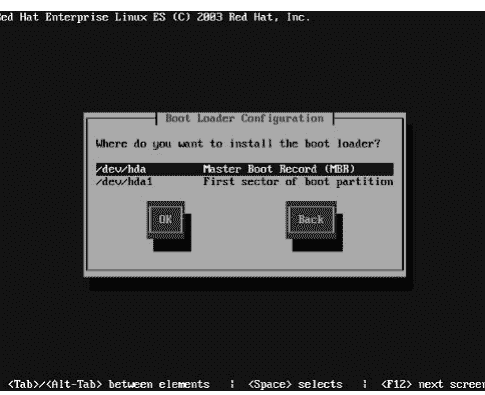 ed Hat Enterprise Linux ES (C) 2003 Red Hat, Inc.
Boot Loader Configuration
Where do you want to install the boot loader?
/dev/hda Master Boot Record (MBR)
/dev/hda1 First sector of boot partition
OK Back
<Tab>/<Alt-Tab> between elements | <Space> selects | <F12> next screen